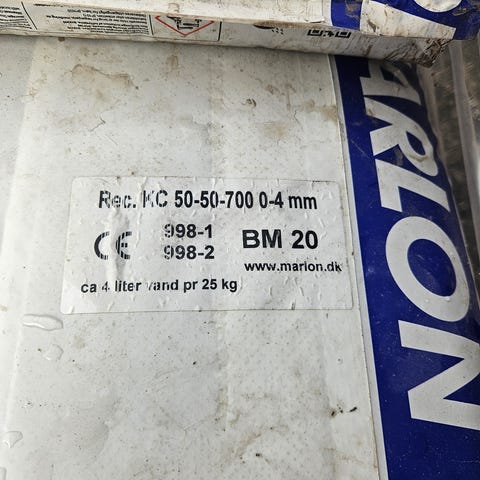 Rec. KC 50-50-700 0-4 mm
998-1
998-2
BM 20
www.marlon.dk
ca 4 liter vand pr 25 kg
ARLON